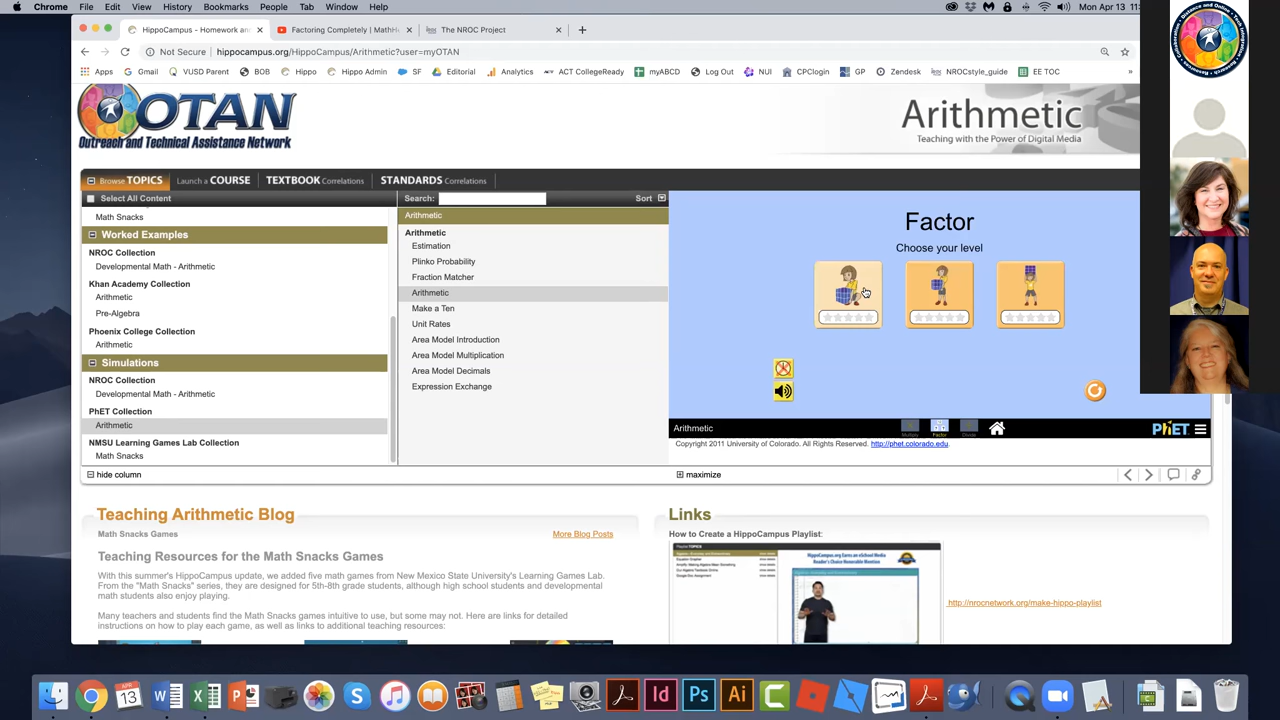 Chrome File Edit View History Bookmarks People Tab Window Help Mon Apr 13 11:
HippoCampus - Homework an × Factoring Completely | MathH × The NROC Project × +
Not Secure hippocampus.org/HippoCampus/Arithmetic?user=myOTAN
Apps Gmail VUSD Parent BOB Hippo Hippo Admin SF Editorial Analytics ACT CollegeReady myABCD Log Out NUI CPClogin GP Zendesk NROCstyle_guide EE TOC »
OTAN
Outreach and Technical Assistance Network
Arithmetic
Teaching with the Power of Digital Media
Browse TOPICS Launch a COURSE TEXTBOOK Correlations STANDARDS Correlations
Select All Content
Math Snacks
Worked Examples
NROC Collection
Developmental Math - Arithmetic
Khan Academy Collection
Arithmetic
Pre-Algebra
Phoenix College Collection
Arithmetic
Simulations
NROC Collection
Developmental Math - Arithmetic
PhET Collection
Arithmetic
NMSU Learning Games Lab Collection
Math Snacks
hide column
Search: Sort
Arithmetic
Arithmetic
Estimation
Plinko Probability
Fraction Matcher
Arithmetic
Make a Ten
Unit Rates
Area Model Introduction
Area Model Multiplication
Area Model Decimals
Expression Exchange
Factor
Choose your level
Arithmetic Multiply Factor Divide PhET
Copyright 2011 University of Colorado. All Rights Reserved. http://phet.colorado.edu.
maximize
Teaching Arithmetic Blog
Math Snacks Games More Blog Posts
Teaching Resources for the Math Snacks Games
With this summer's HippoCampus update, we added five math games from New Mexico State University's Learning Games Lab.
From the "Math Snacks" series, they are designed for 5th-8th grade students, although high school students and developmental
math students also enjoy playing.
Many teachers and students find the Math Snacks games intuitive to use, but some may not. Here are links for detailed
instructions on how to play each game, as well as links to additional teaching resources:
Links
How to Create a HippoCampus Playlist:
http://nrocnetwork.org/make-hippo-playlist